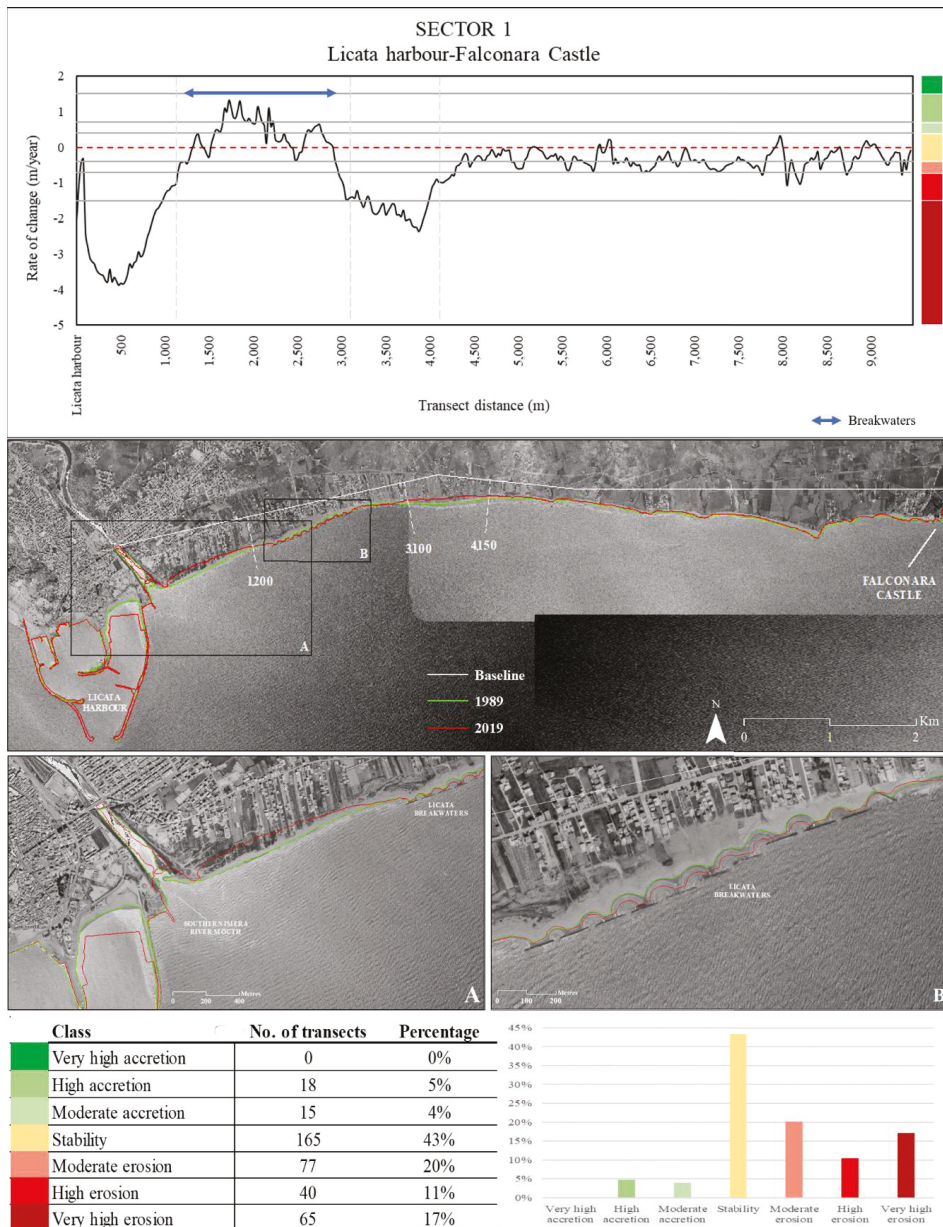 SECTOR 1
Licata harbour-Falconara Castle
Rate of change (m/year)
2
1
0
-1
-2
-3
-4
-5
Licata harbour
500
1,000
1,500
2,000
2,500
3,000
3,500
4,000
4,500
5,000
5,500
6,000
6,500
7,000
7,500
8,000
8,500
9,000
Transect distance (m)
Breakwaters
B
1200
3100
4150
FALCONARA
CASTLE
A
LICATA
HARBOUR
Baseline
1989
2019
N
Km
0 1 2
LICATA
BREAKWATERS
SOUTHERN IMERA
RIVER MOUTH
Metres
0 200 400
A
LICATA
BREAKWATERS
Metres
0 100 200
B
Class No. of transects Percentage
Very high accretion 0 0%
High accretion 18 5%
Moderate accretion 15 4%
Stability 165 43%
Moderate erosion 77 20%
High erosion 40 11%
Very high erosion 65 17%
45%
40%
35%
30%
25%
20%
15%
10%
5%
0%
Very high accretion
High accretion
Moderate accretion
Stability
Moderate erosion
High erosion
Very high erosion